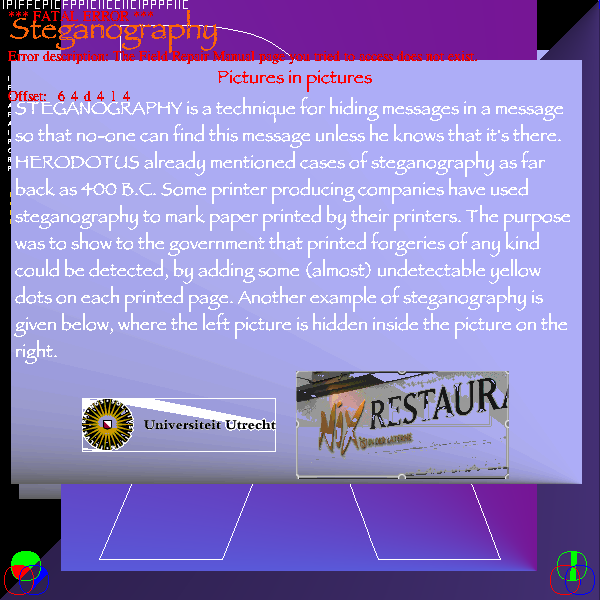 *** FATAL ERROR ***
Steganography
Error description: The Field Repair Manual page you tried to access does not exist.
Pictures in pictures
Offset: 6 4 d 4 1 4
STEGANOGRAPHY is a technique for hiding messages in a message
so that no-one can find this message unless he knows that it's there.
HERODOTUS already mentioned cases of steganography as far
back as 400 B.C. Some printer producing companies have used
steganography to mark paper printed by their printers. The purpose
was to show to the government that printed forgeries of any kind
could be detected, by adding some (almost) undetectable yellow
dots on each printed page. Another example of steganography is
given below, where the left picture is hidden inside the picture on the
right.
Universiteit Utrecht
NiX RESTAURA